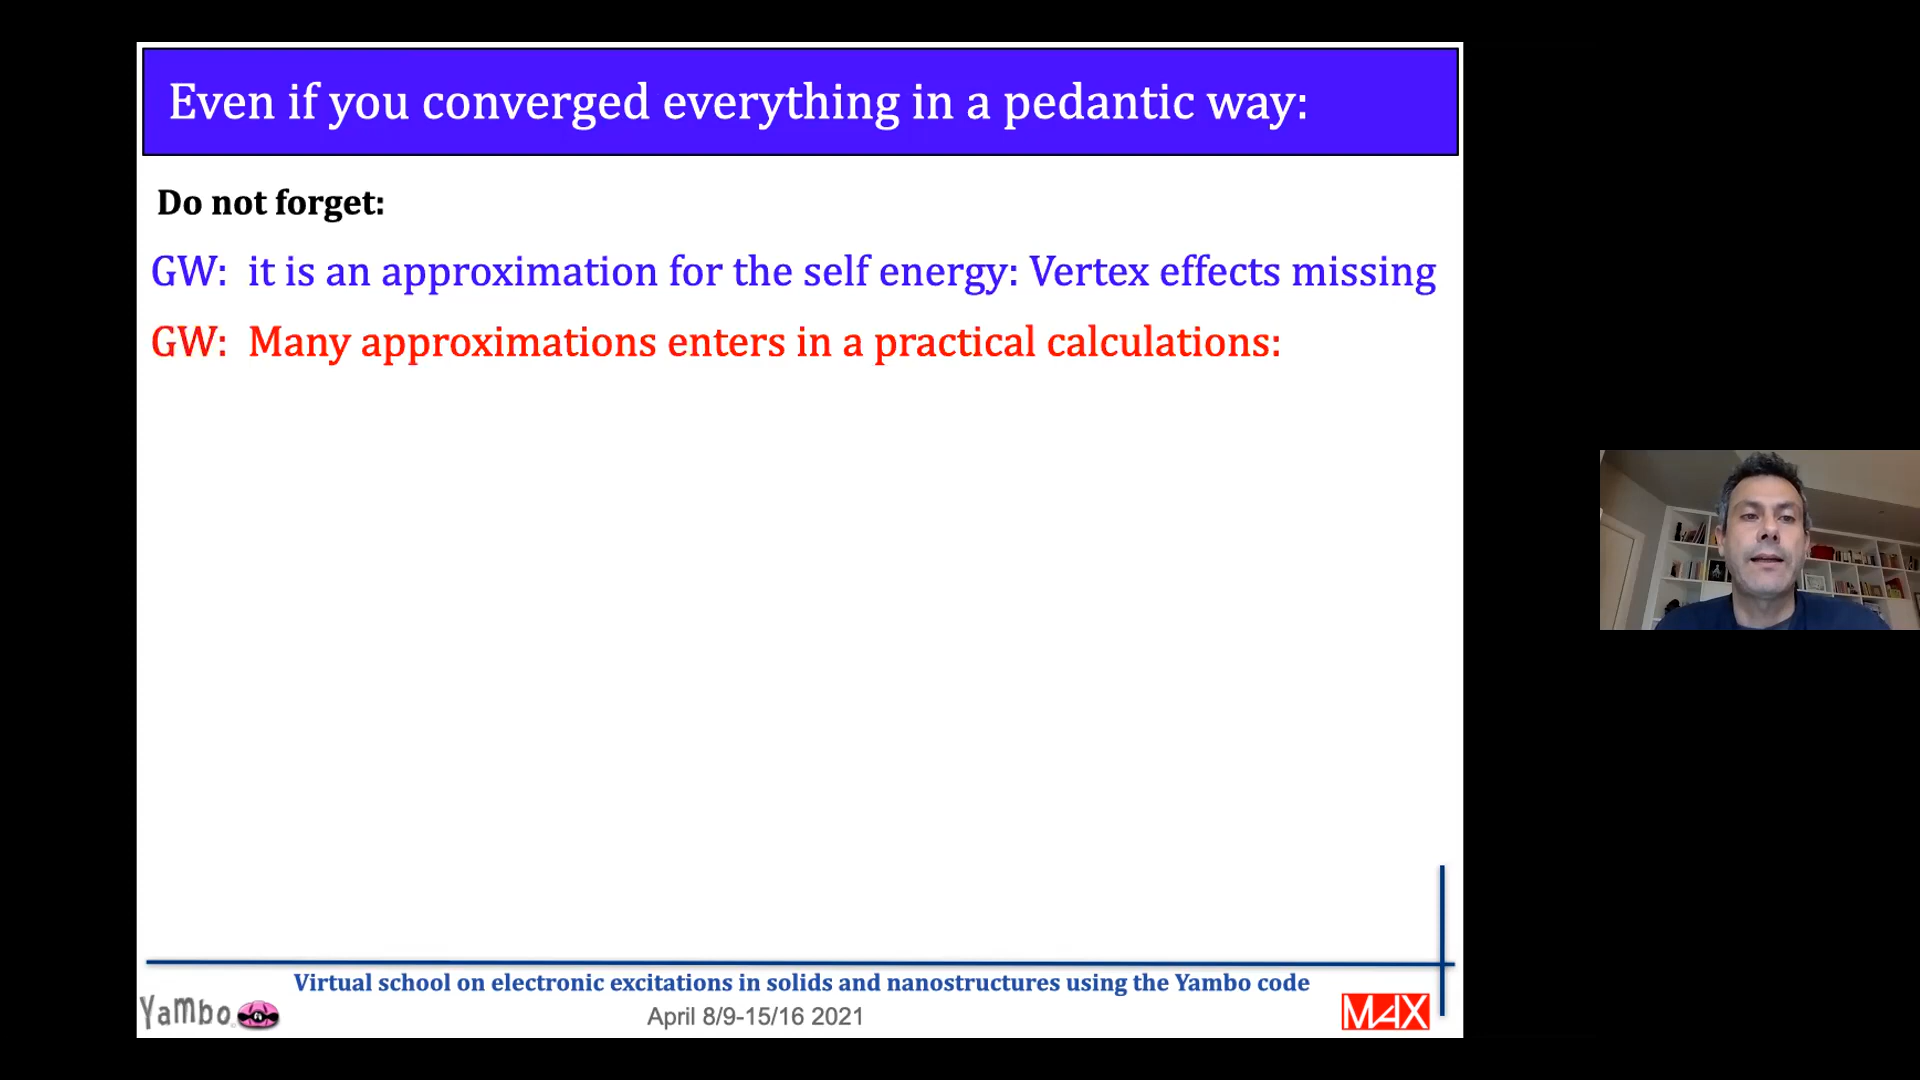 Even if you converged everything in a pedantic way:
Do not forget:
GW: it is an approximation for the self energy: Vertex effects missing
GW: Many approximations enters in a practical calculations:
Virtual school on electronic excitations in solids and nanostructures using the Yambo code
April 8/9-15/16 2021
Yambo
MAX